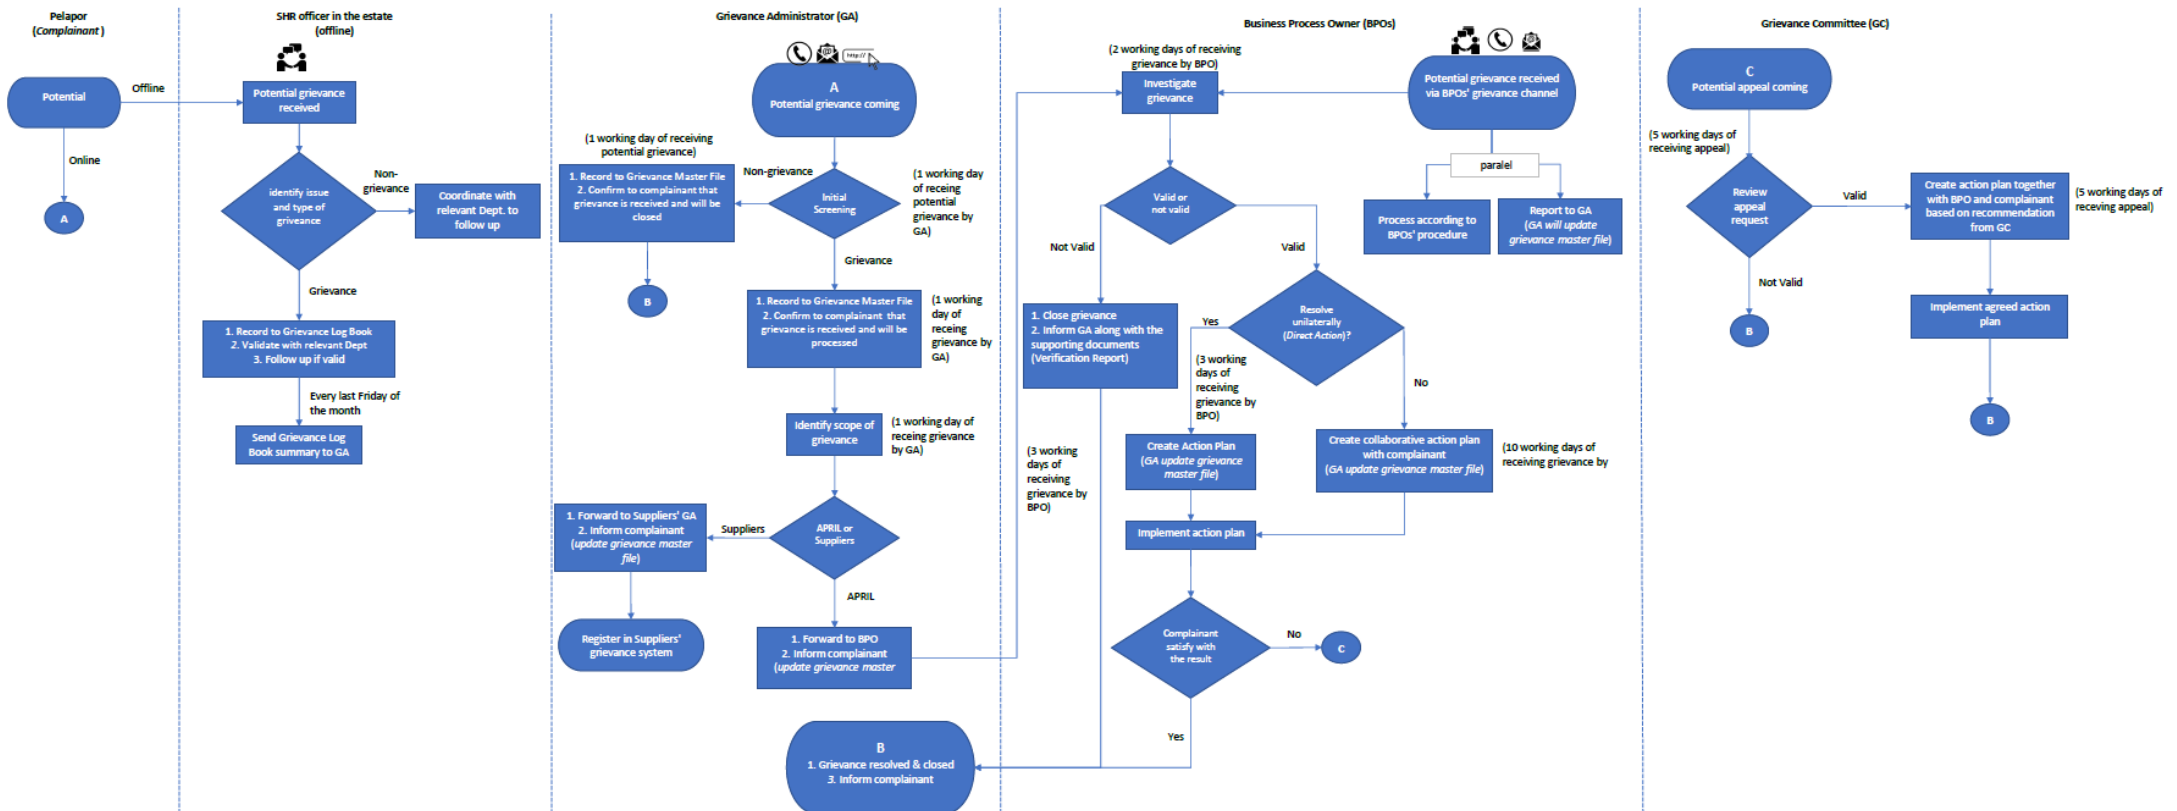 Pelapor
(Complainant )
Potential
Offline
Online
A
SHR officer in the estate
(offline)
Potential grievance
received
identify issue
and type of
griveance
Non-
grievance
Coordinate with
relevant Dept. to
follow up
Grievance
1. Record to Grievance Log Book
2. Validate with relevant Dept
3. Follow up if valid
Every last Friday of
the month
Send Grievance Log
Book summary to GA
Grievance Administrator (GA)
http://
A
Potential grievance coming
(1 working day of receiving
potential grievance)
1. Record to Grievance Master File
2. Confirm to complainant that
grievance is received and will be
closed
Non-grievance
Initial
Screening
(1 working day
of receing
potential
grievance by
GA)
B
Grievance
1. Record to Grievance Master File
2. Confirm to complainant that
grievance is received and will be
processed
(1 working
day of
receing
grievance by
GA)
Identify scope of
grievance
(1 working day of
receing grievance
by GA)
1. Forward to Suppliers' GA
2. Inform complainant
(update grievance master
file)
Suppliers
APRIL or
Suppliers
APRIL
Register in Suppliers'
grievance system
1. Forward to BPO
2. Inform complainant
(update grievance master
B
1. Grievance resolved & closed
3. Inform complainant
Business Process Owner (BPOs)
(2 working days of receiving
grievance by BPO)
Investigate
grievance
Potential grievance received
via BPOs' grievance channel
paralel
Process according to
BPOs' procedure
Report to GA
(GA will update
grievance master file)
Valid or
not valid
Not Valid
Valid
1. Close grievance
2. Inform GA along with the
supporting documents
(Verification Report)
Yes
Resolve
unilaterally
(Direct Action)?
(3 working
days of
receiving
grievance by
BPO)
No
(3 working
days of
receiving
grievance by
BPO)
Create Action Plan
(GA update grievance
master file)
Create collaborative action plan
with complainant
(GA update grievance master file)
(10 working days of
receiving grievance by
Implement action plan
Complainant
satisfy with
the result
No
C
Yes
Grievance Committee (GC)
C
Potential appeal coming
(5 working days of
receiving appeal)
Review
appeal
request
Valid
Create action plan together
with BPO and complainant
based on recommendation
from GC
(5 working days of
receving appeal)
Not Valid
B
Implement agreed action
plan
B